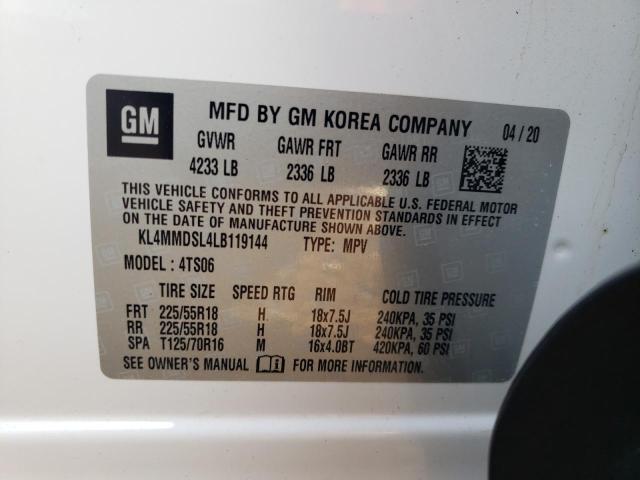 GM MFD BY GM KOREA COMPANY 04/20
GVWR GAWR FRT GAWR RR
4233 LB 2336 LB 2336 LB
THIS VEHICLE CONFORMS TO ALL APPLICABLE U.S. FEDERAL MOTOR
VEHICLE SAFETY AND THEFT PREVENTION STANDARDS IN EFFECT
ON THE DATE OF MANUFACTURE SHOWN ABOVE.
KL4MMDSL4LB119144 TYPE: MPV
MODEL: 4TS06
TIRE SIZE SPEED RTG RIM COLD TIRE PRESSURE
FRT 225/55R18 H 18x7.5J 240KPA, 35 PSI
RR 225/55R18 H 18x7.5J 240KPA, 35 PSI
SPA T125/70R16 M 16x4.0BT 420KPA, 60 PSI
SEE OWNER'S MANUAL FOR MORE INFORMATION.